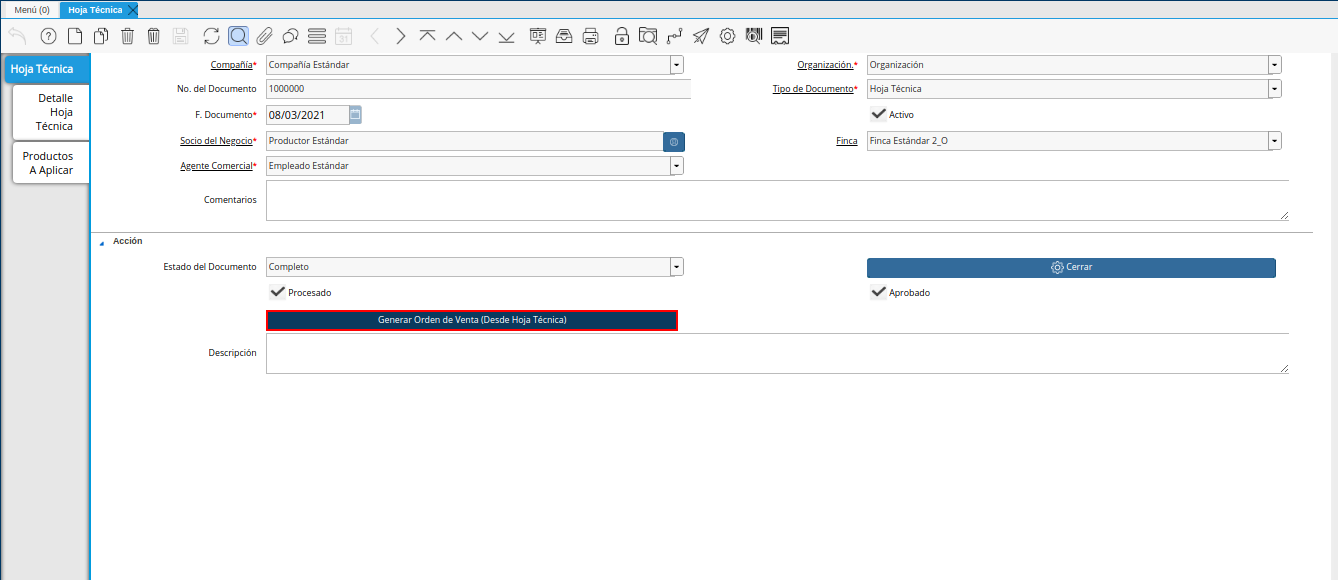 Menú (0) Hoja Técnica
31
Hoja Técnica
Detalle
Hoja
Técnica
Productos
A Aplicar
Compañía* Compañía Estándar Organización.* Organización
No. del Documento 1000000 Tipo de Documento* Hoja Técnica
F. Documento* 08/03/2021 Activo
Socio del Negocio* Productor Estándar Finca Finca Estándar 2_O
Agente Comercial* Empleado Estándar
Comentarios
Acción
Estado del Documento Completo Cerrar
Procesado Aprobado
Generar Orden de Venta (Desde Hoja Técnica)
Descripción